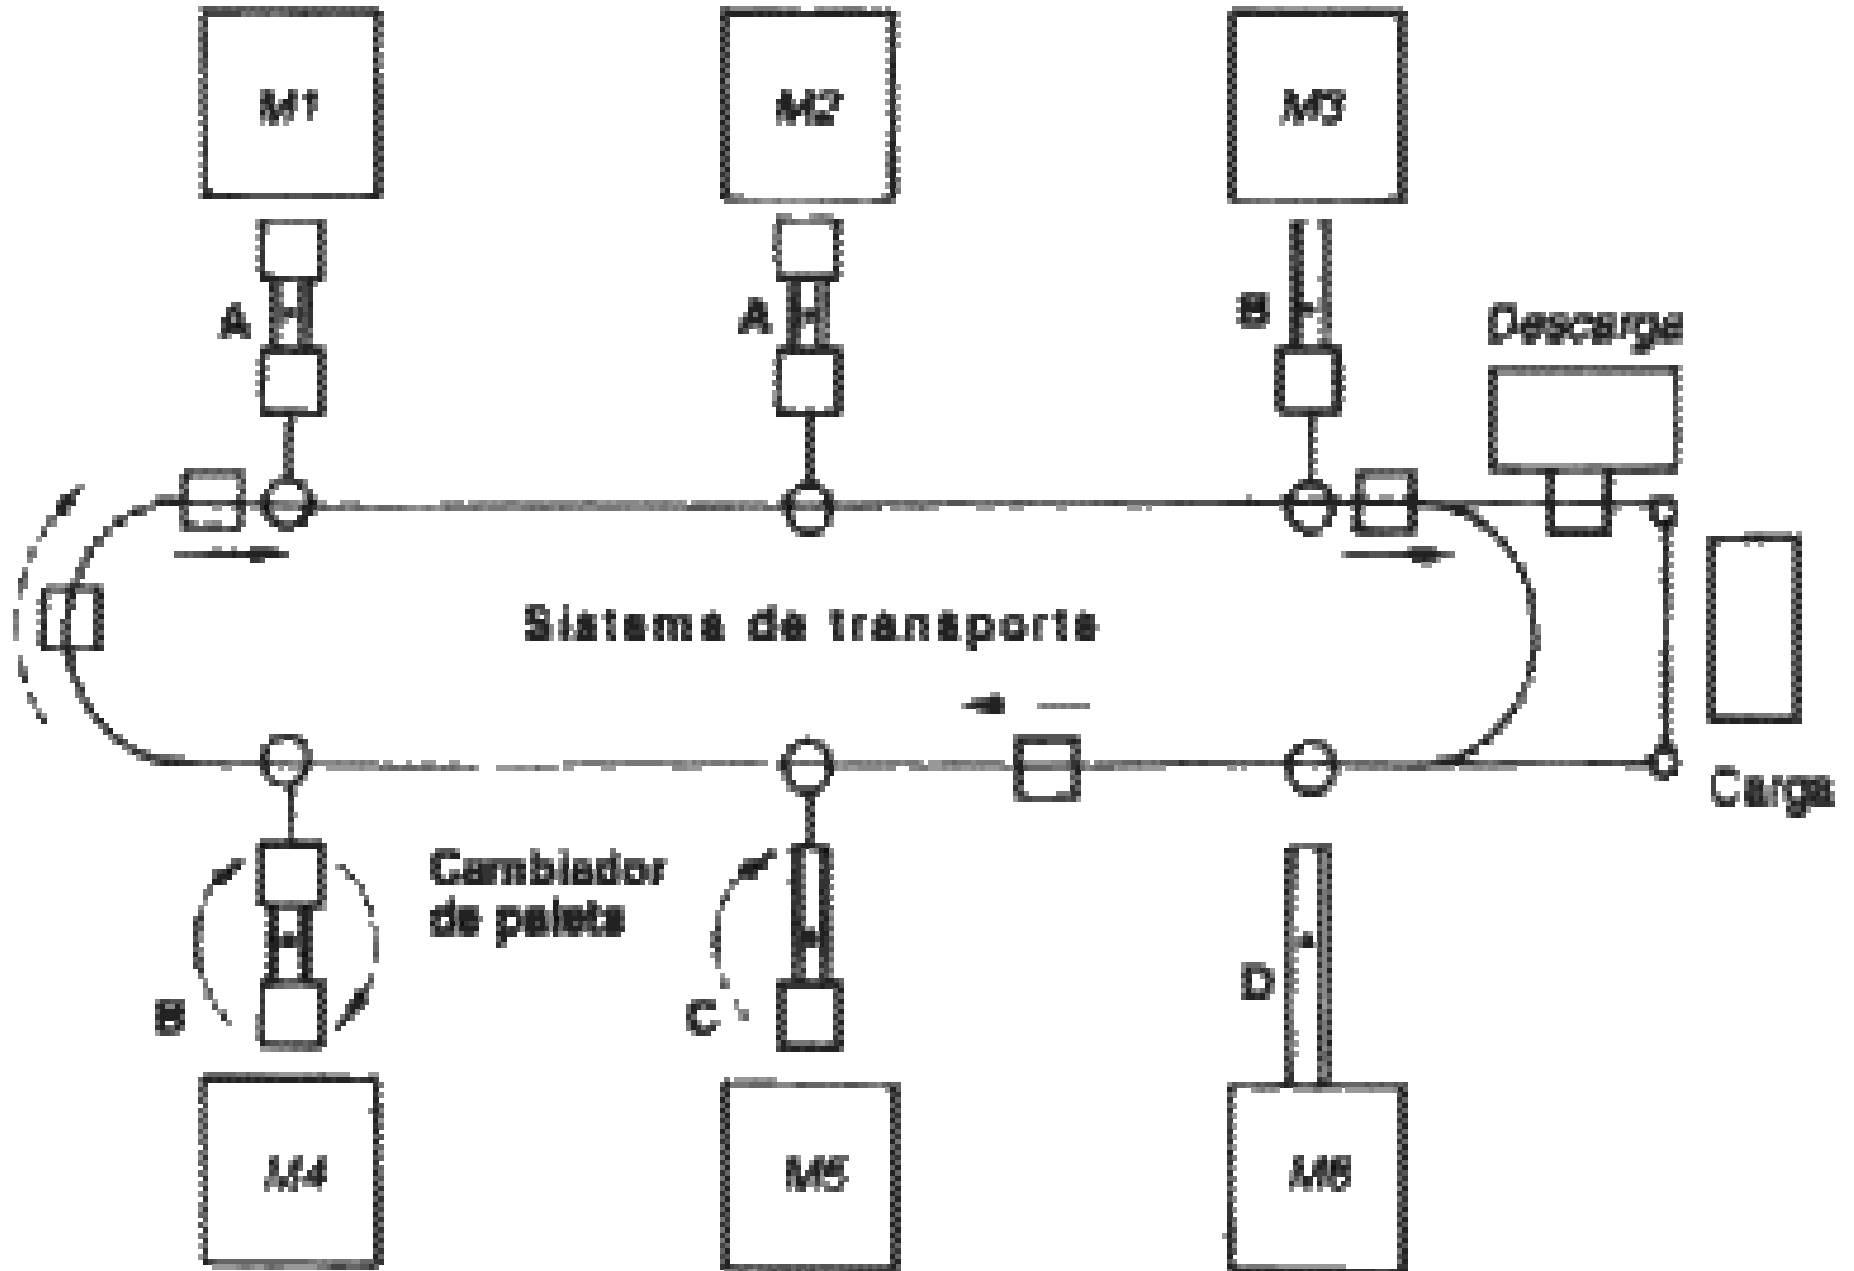 M1
M2
M3
A
A
B
Descarga
Sistema de transporte
Carga
Cambiador
de paleta
B
C
D
M4
M5
M6